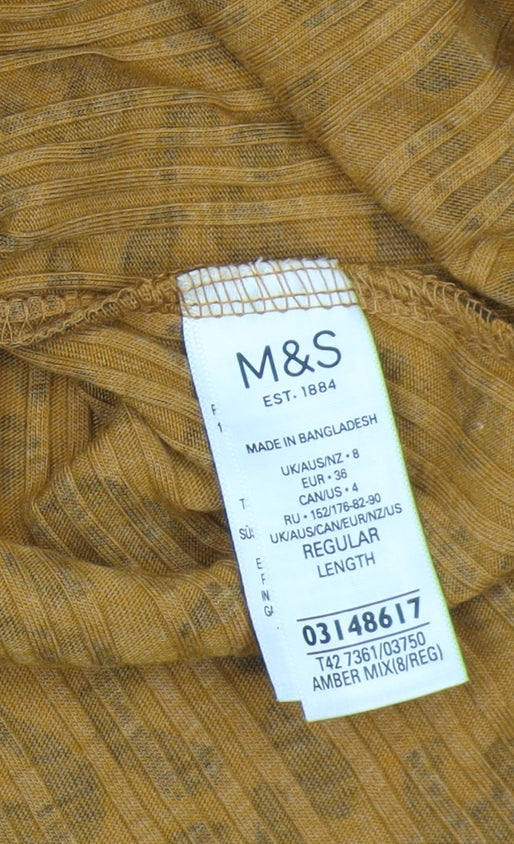 M&S
EST. 1884
MADE IN BANGLADESH
UK/AUS/NZ • 8
EUR • 36
CAN/US • 4
RU • 152/176-82-90
UK/AUS/CAN/EUR/NZ/US
REGULAR
LENGTH
03148617
T42 7361/03750
AMBER MIX(8/REG)